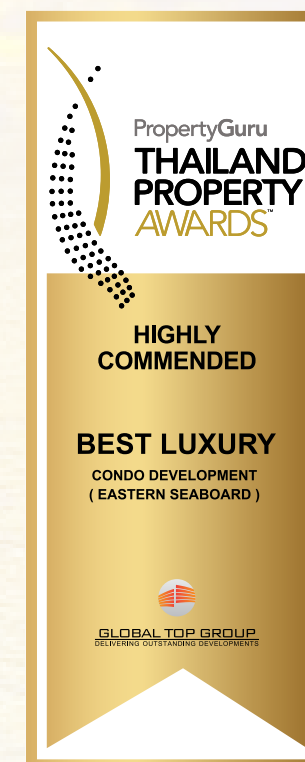 PropertyGuru
THAILAND
PROPERTY
AWARDS™
HIGHLY
COMMENDED
BEST LUXURY
CONDO DEVELOPMENT
( EASTERN SEABOARD )
GLOBAL TOP GROUP
DELIVERING OUTSTANDING DEVELOPMENTS